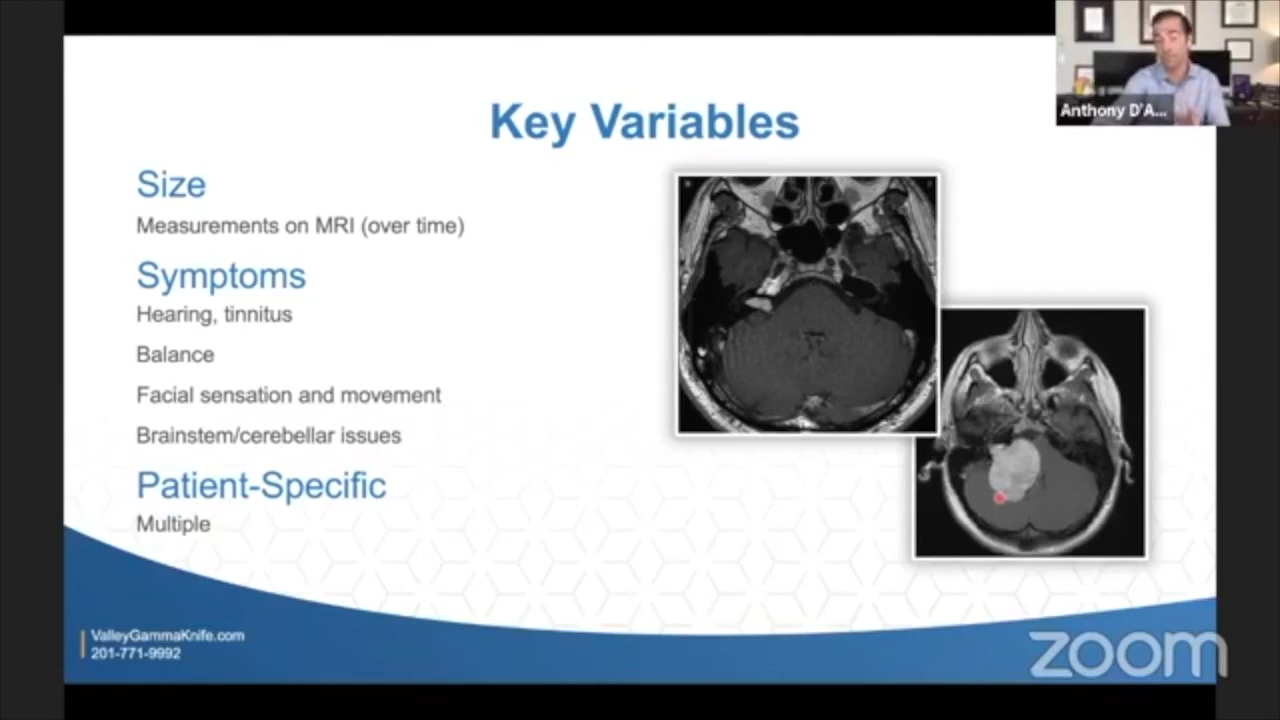 Anthony D'A...
Key Variables
Size
Measurements on MRI (over time)
Symptoms
Hearing, tinnitus
Balance
Facial sensation and movement
Brainstem/cerebellar issues
Patient-Specific
Multiple
ValleyGammaKnife.com
201-771-9992
zoom